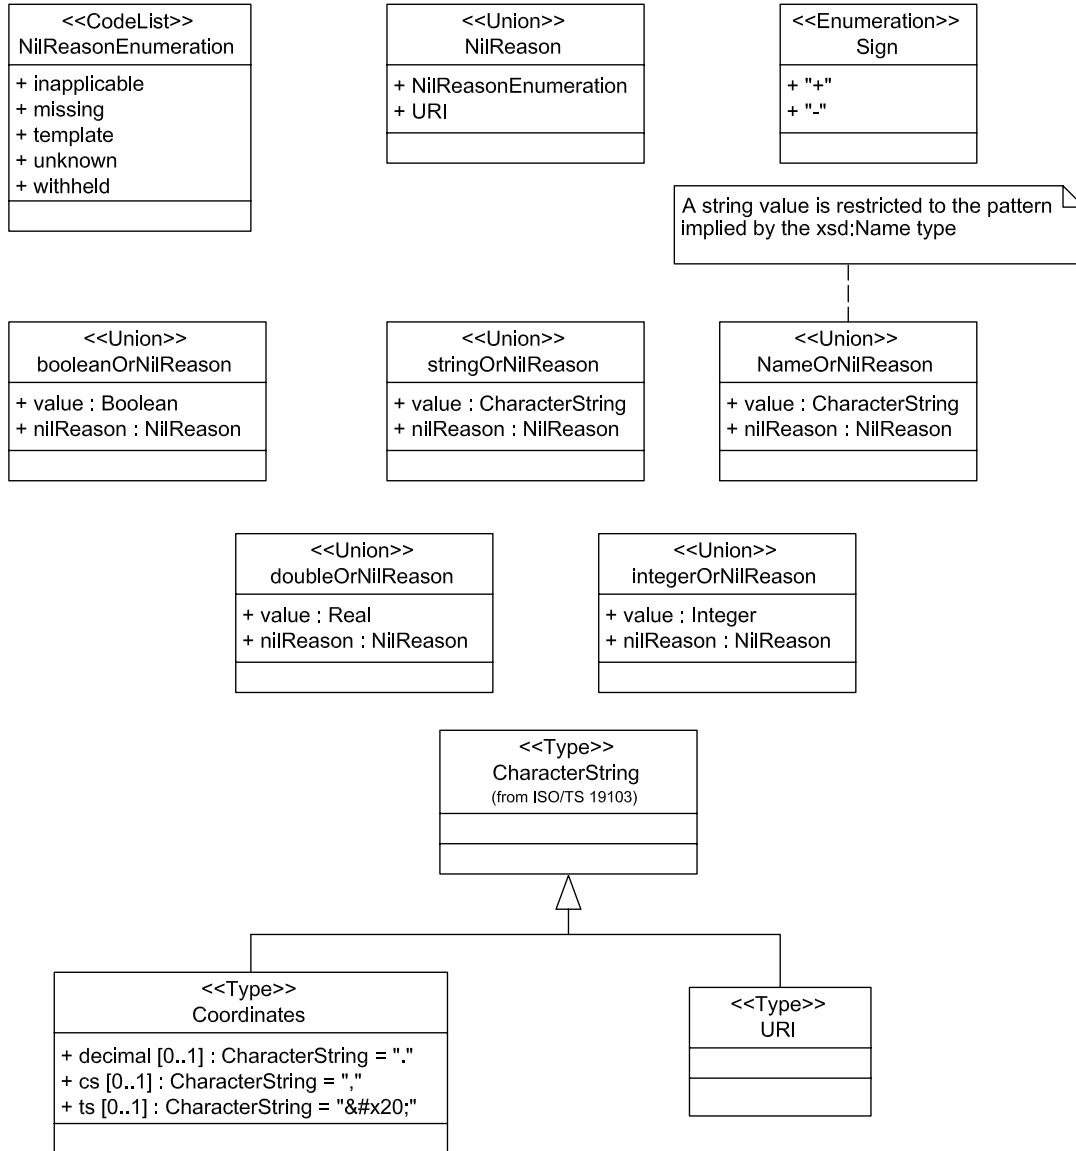 <<CodeList>>
NilReasonEnumeration
+ inapplicable
+ missing
+ template
+ unknown
+ withheld
<<Union>>
NilReason
+ NilReasonEnumeration
+ URI
<<Enumeration>>
Sign
+ "+"
+ "-"
A string value is restricted to the pattern
implied by the xsd:Name type
<<Union>>
booleanOrNilReason
+ value : Boolean
+ nilReason : NilReason
<<Union>>
stringOrNilReason
+ value : CharacterString
+ nilReason : NilReason
<<Union>>
NameOrNilReason
+ value : CharacterString
+ nilReason : NilReason
<<Union>>
doubleOrNilReason
+ value : Real
+ nilReason : NilReason
<<Union>>
integerOrNilReason
+ value : Integer
+ nilReason : NilReason
<<Type>>
CharacterString
(from ISO/TS 19103)
<<Type>>
Coordinates
+ decimal [0..1] : CharacterString = "."
+ cs [0..1] : CharacterString = ","
+ ts [0..1] : CharacterString = "&#x20;"
<<Type>>
URI